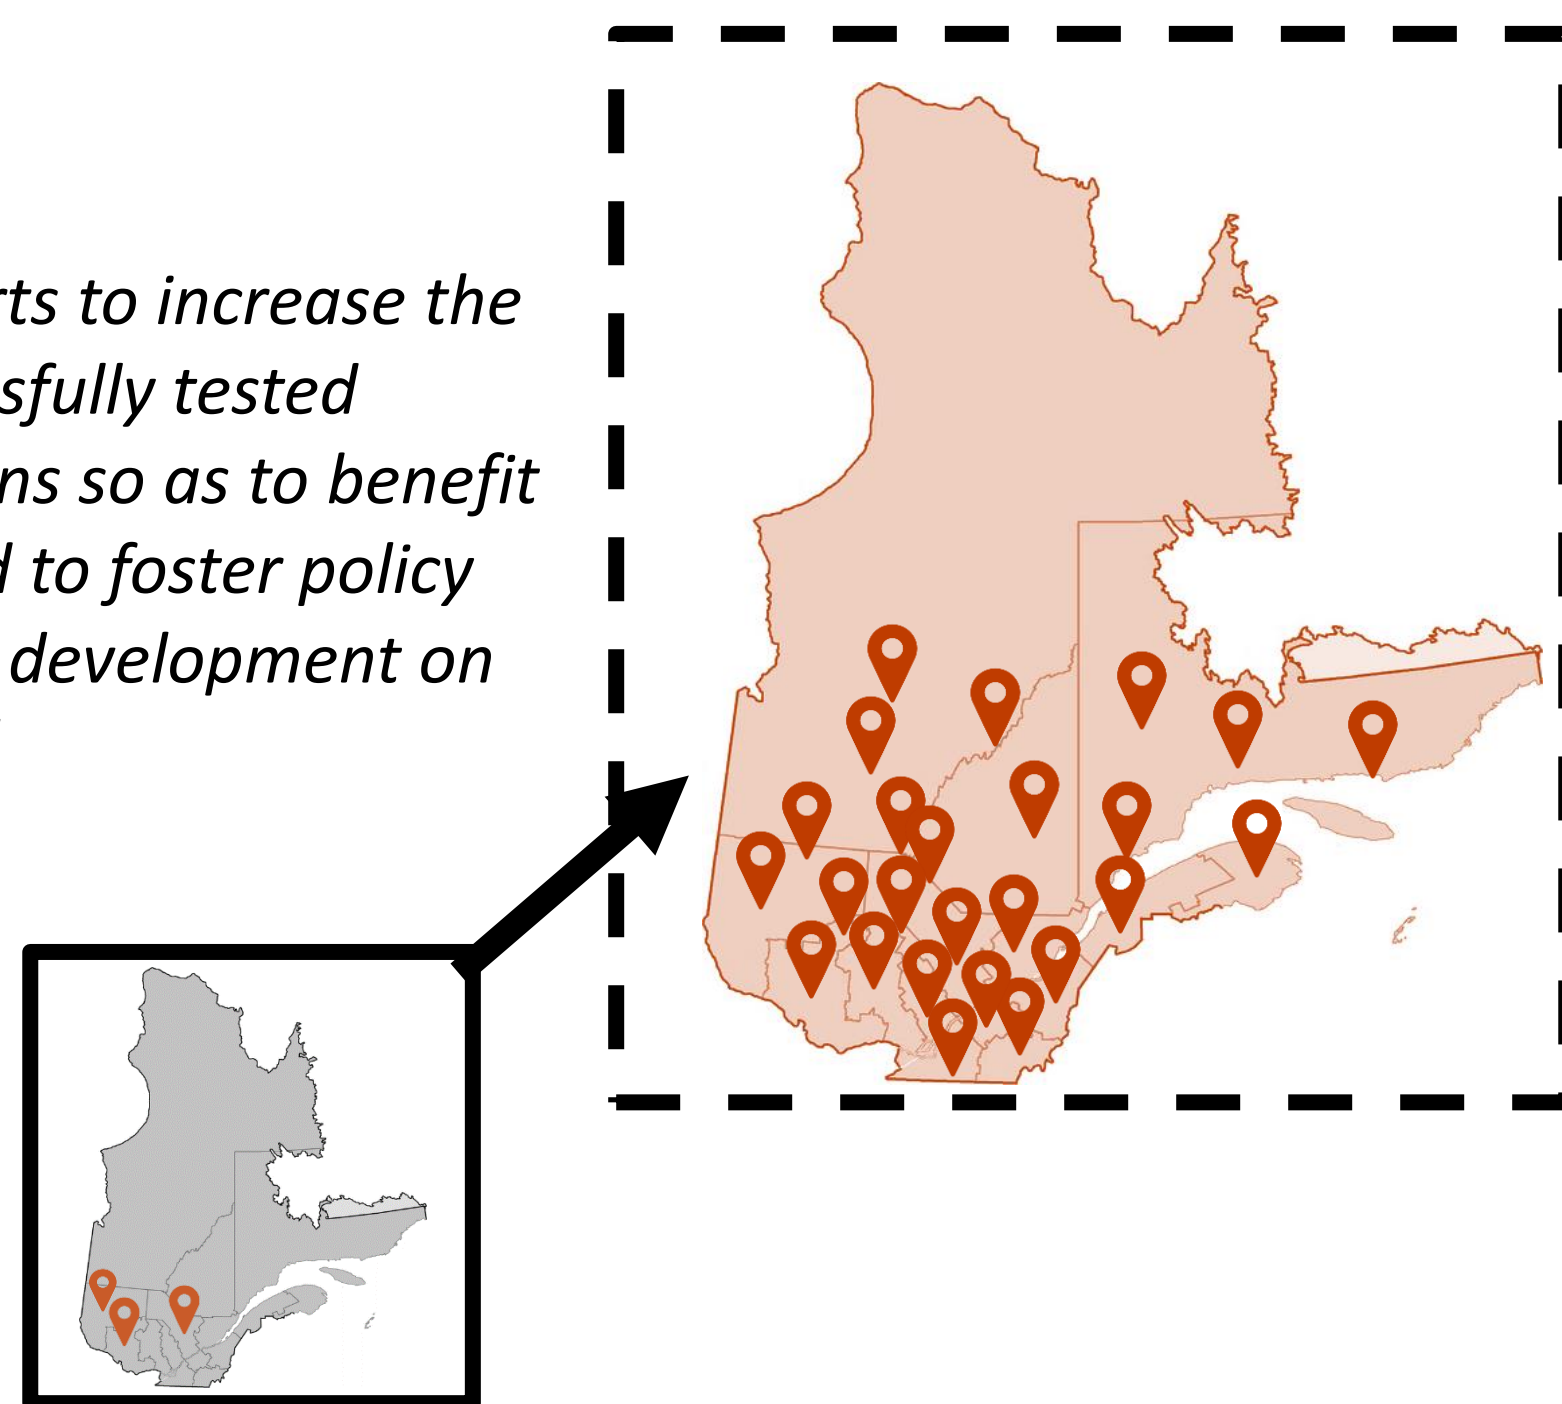 rts to increase the
sfully tested
ns so as to benefit
d to foster policy
development on